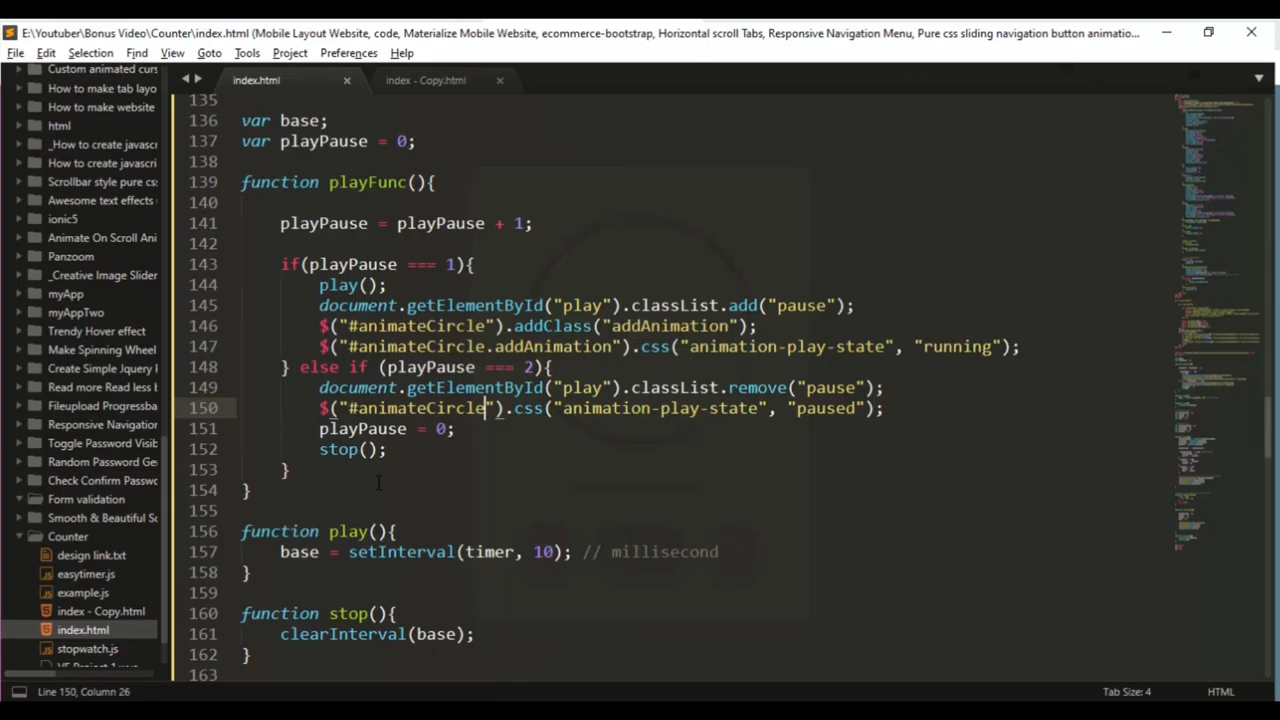 E:\Youtuber\Bonus Video\Counter\index.html (Mobile Layout Website, code, Materialize Mobile Website, ecommerce-bootstrap, Horizontal scroll Tabs, Responsive Navigation Menu, Pure css sliding navigation button animatio...
File Edit Selection Find View Goto Tools Project Preferences Help
Custom animated curs
How to make tab layo
How to make website
html
_How to create javasc
How to create javascri
Scrollbar style pure cs
Awesome text effects
ionic5
Animate On Scroll Ani
Panzoom
_Creative Image Slider
myApp
myAppTwo
Trendy Hover effect
Make Spinning Wheel
Create Simple Jquery
Read more Read less b
Fileupload Progressba
Responsive Navigation
Toggle Password Visib
Random Password Ge
Check Confirm Passw
Form validation
Smooth & Beautiful Sc
Counter
design link.txt
easytimer.js
example.js
index - Copy.html
index.html
stopwatch.js
index.html
index - Copy.html
135
136 var base;
137 var playPause = 0;
138
139 function playFunc(){
140
141 playPause = playPause + 1;
142
143 if(playPause === 1){
144 play();
145 document.getElementById("play").classList.add("pause");
146 $("#animateCircle").addClass("addAnimation");
147 $("#animateCircle.addAnimation").css("animation-play-state", "running");
148 } else if (playPause === 2){
149 document.getElementById("play").classList.remove("pause");
150 $("#animateCircle").css("animation-play-state", "paused");
151 playPause = 0;
152 stop();
153 }
154 }
155
156 function play(){
157 base = setInterval(timer, 10); // millisecond
158 }
159
160 function stop(){
161 clearInterval(base);
162 }
163
Line 150, Column 26
Tab Size: 4
HTML